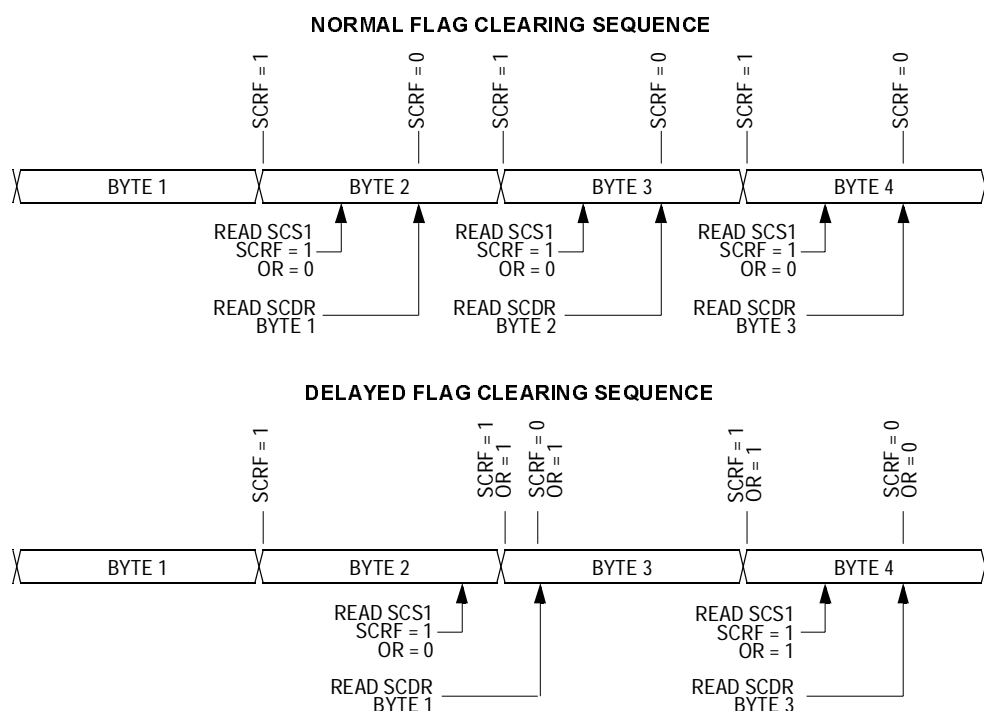 NORMAL FLAG CLEARING SEQUENCE
SCRF = 1
SCRF = 0
SCRF = 1
SCRF = 0
SCRF = 1
SCRF = 0
BYTE 1
BYTE 2
BYTE 3
BYTE 4
READ SCS1
SCRF = 1
OR = 0
READ SCS1
SCRF = 1
OR = 0
READ SCS1
SCRF = 1
OR = 0
READ SCDR
BYTE 1
READ SCDR
BYTE 2
READ SCDR
BYTE 3
DELAYED FLAG CLEARING SEQUENCE
SCRF = 1
SCRF = 1
OR = 1
SCRF = 0
OR = 1
SCRF = 1
OR = 1
SCRF = 0
OR = 0
BYTE 1
BYTE 2
BYTE 3
BYTE 4
READ SCS1
SCRF = 1
OR = 0
READ SCS1
SCRF = 1
OR = 1
READ SCDR
BYTE 1
READ SCDR
BYTE 3